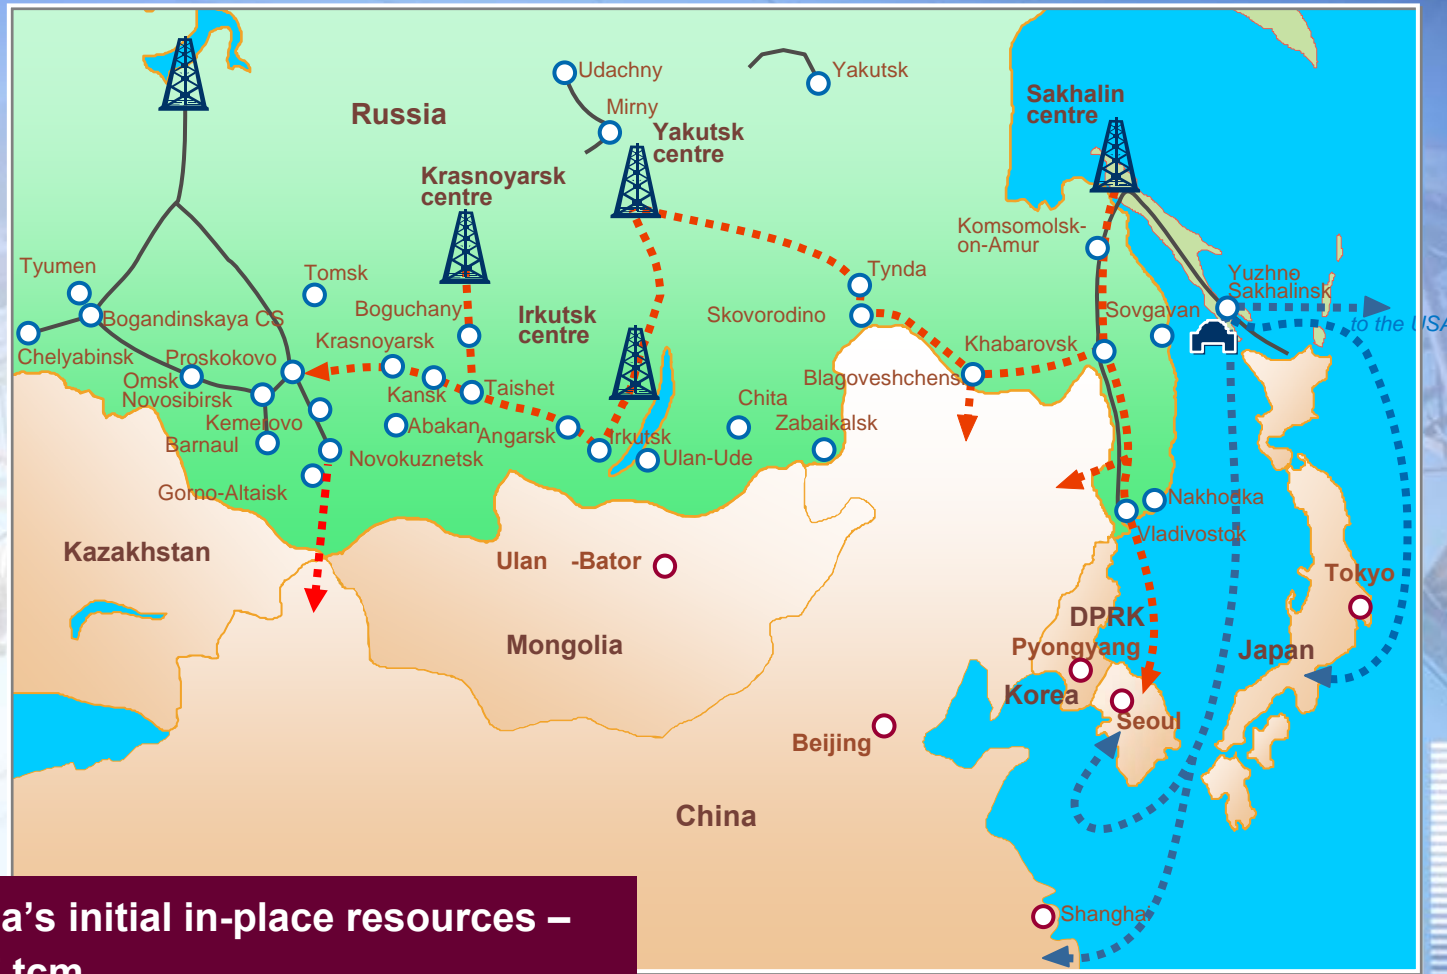 Udachny
Yakutsk
Mirny
Russia
Sakhalin
centre
Yakutsk
centre
Krasnoyarsk
centre
Komsomolsk-
on-Amur
Tyumen
Tomsk
Tynda
Yuzhno
Sakhalinsk
Boguchany
Bogandinskaya CS
Irkutsk
centre
Skovorodino
Sovgavan
to the USA
Chelyabinsk
Proskokovo
Krasnoyarsk
Khabarovsk
Omsk
Novosibirsk
Kansk
Taishet
Blagoveshchens
Kemerovo
Abakan
Chita
Barnaul
Angarsk
Irkutsk
Zabaikalsk
Novokuznetsk
Ulan-Ude
Gorno-Altaisk
Nakhodka
Vladivostok
Kazakhstan
Ulan -Bator
Tokyo
DPRK
Mongolia
Pyongyang
Japan
Korea
Seoul
Beijing
China
a’s initial in-place resources –
tcm
Shanghai